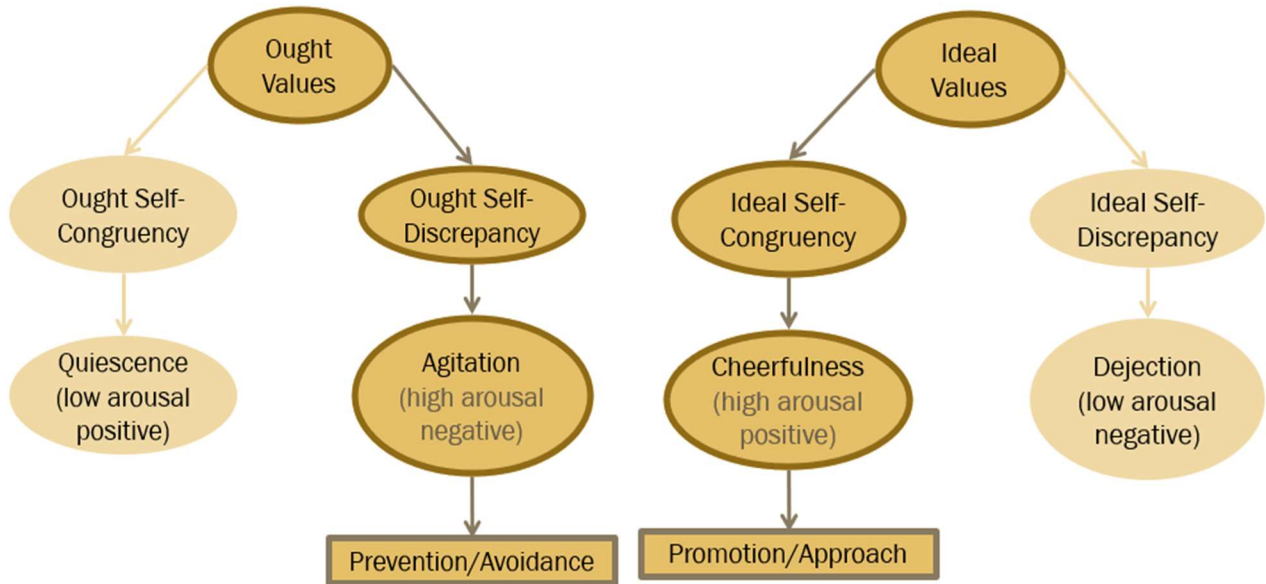 Ought
Values
Ideal
Values
Ought Self-
Congruency
Ought Self-
Discrepancy
Ideal Self-
Congruency
Ideal Self-
Discrepancy
Quiescence
(low arousal
positive)
Agitation
(high arousal
negative)
Cheerfulness
(high arousal
positive)
Dejection
(low arousal
negative)
Prevention/Avoidance
Promotion/Approach